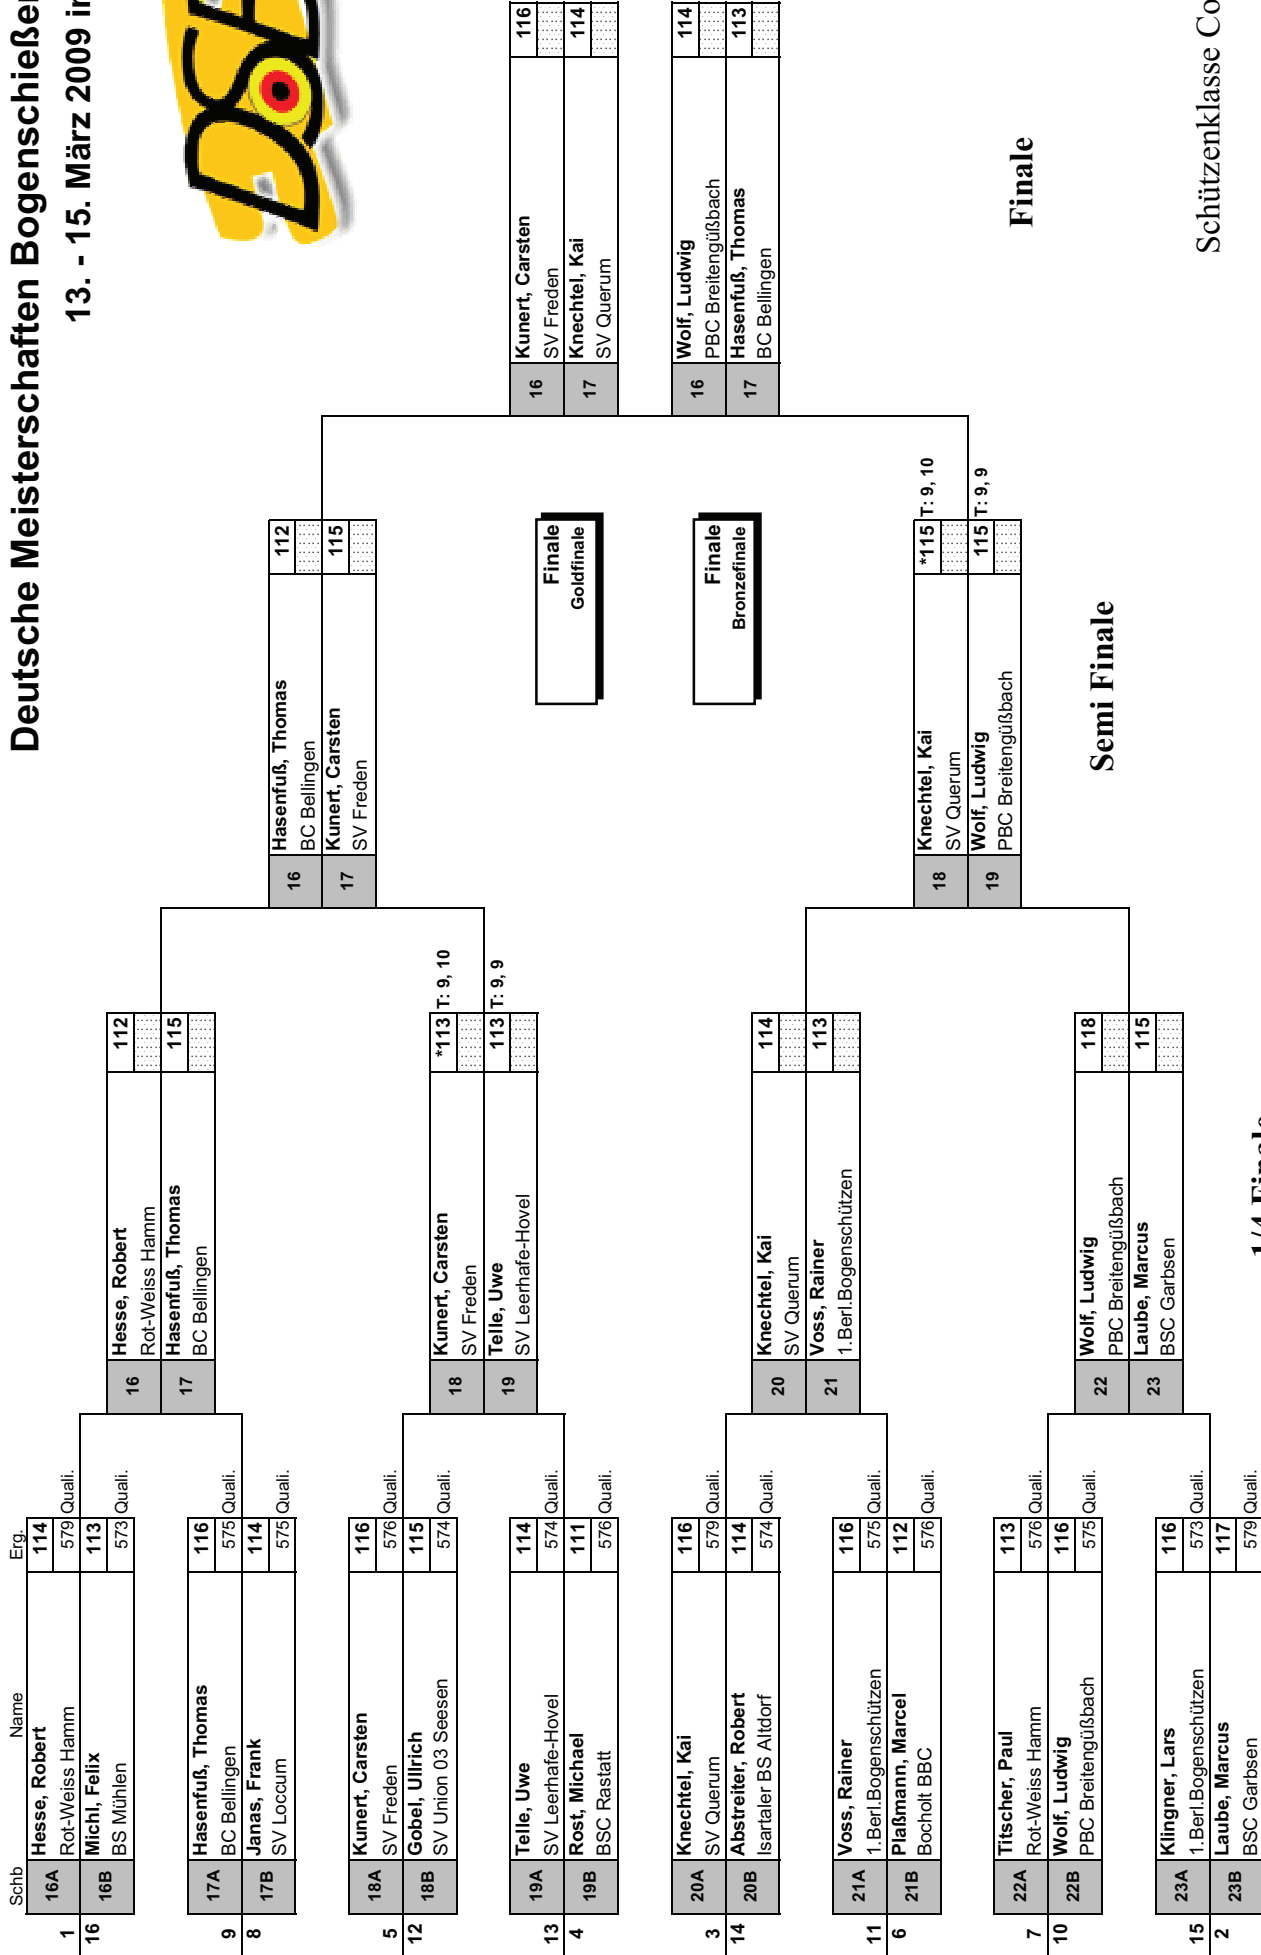 Deutsche Meisterschaften Bogenschießen
13. - 15. März 2009 in
DSB
Schb Name Erg.
1 16A Hesse, Robert 114
Rot-Weiss Hamm 579 Quali.
16 16B Michl, Felix 113
BS Mühlen 573 Quali.
9 17A Hasenfuß, Thomas 116
BC Bellingen 575 Quali.
8 17B Janas, Frank 114
SV Loccum 575 Quali.
5 18A Kunert, Carsten 116
SV Freden 576 Quali.
12 18B Gobel, Ullrich 115
SV Union 03 Seesen 574 Quali.
13 19A Telle, Uwe 114
SV Leerhafe-Hovel 574 Quali.
4 19B Rost, Michael 111
BSC Rastatt 576 Quali.
3 20A Knechtel, Kai 116
SV Querum 579 Quali.
14 20B Abstreiter, Robert 114
Isartaler BS Altdorf 574 Quali.
11 21A Voss, Rainer 116
1.Berl.Bogenschützen 575 Quali.
6 21B Plaßmann, Marcel 112
Bocholt BBC 576 Quali.
7 22A Titscher, Paul 113
Rot-Weiss Hamm 576 Quali.
10 22B Wolf, Ludwig 116
PBC Breitengüßbach 575 Quali.
15 23A Klingner, Lars 116
1.Berl.Bogenschützen 573 Quali.
2 23B Laube, Marcus 117
BSC Garbsen 579 Quali.
16 Hesse, Robert 112
Rot-Weiss Hamm
17 Hasenfuß, Thomas 115
BC Bellingen
18 Kunert, Carsten *113 T: 9, 10
SV Freden
19 Telle, Uwe 113 T: 9, 9
SV Leerhafe-Hovel
20 Knechtel, Kai 114
SV Querum
21 Voss, Rainer 113
1.Berl.Bogenschützen
22 Wolf, Ludwig 118
PBC Breitengüßbach
23 Laube, Marcus 115
BSC Garbsen
1/4 Finale
16 Hasenfuß, Thomas 112
BC Bellingen
17 Kunert, Carsten 115
SV Freden
18 Knechtel, Kai *115 T: 9, 10
SV Querum
19 Wolf, Ludwig 115 T: 9, 9
PBC Breitengüßbach
Semi Finale
Finale
Goldfinale
Finale
Bronzefinale
16 Kunert, Carsten 116
SV Freden
17 Knechtel, Kai 114
SV Querum
16 Wolf, Ludwig 114
PBC Breitengüßbach
17 Hasenfuß, Thomas 113
BC Bellingen
Finale
Schützenklasse Co